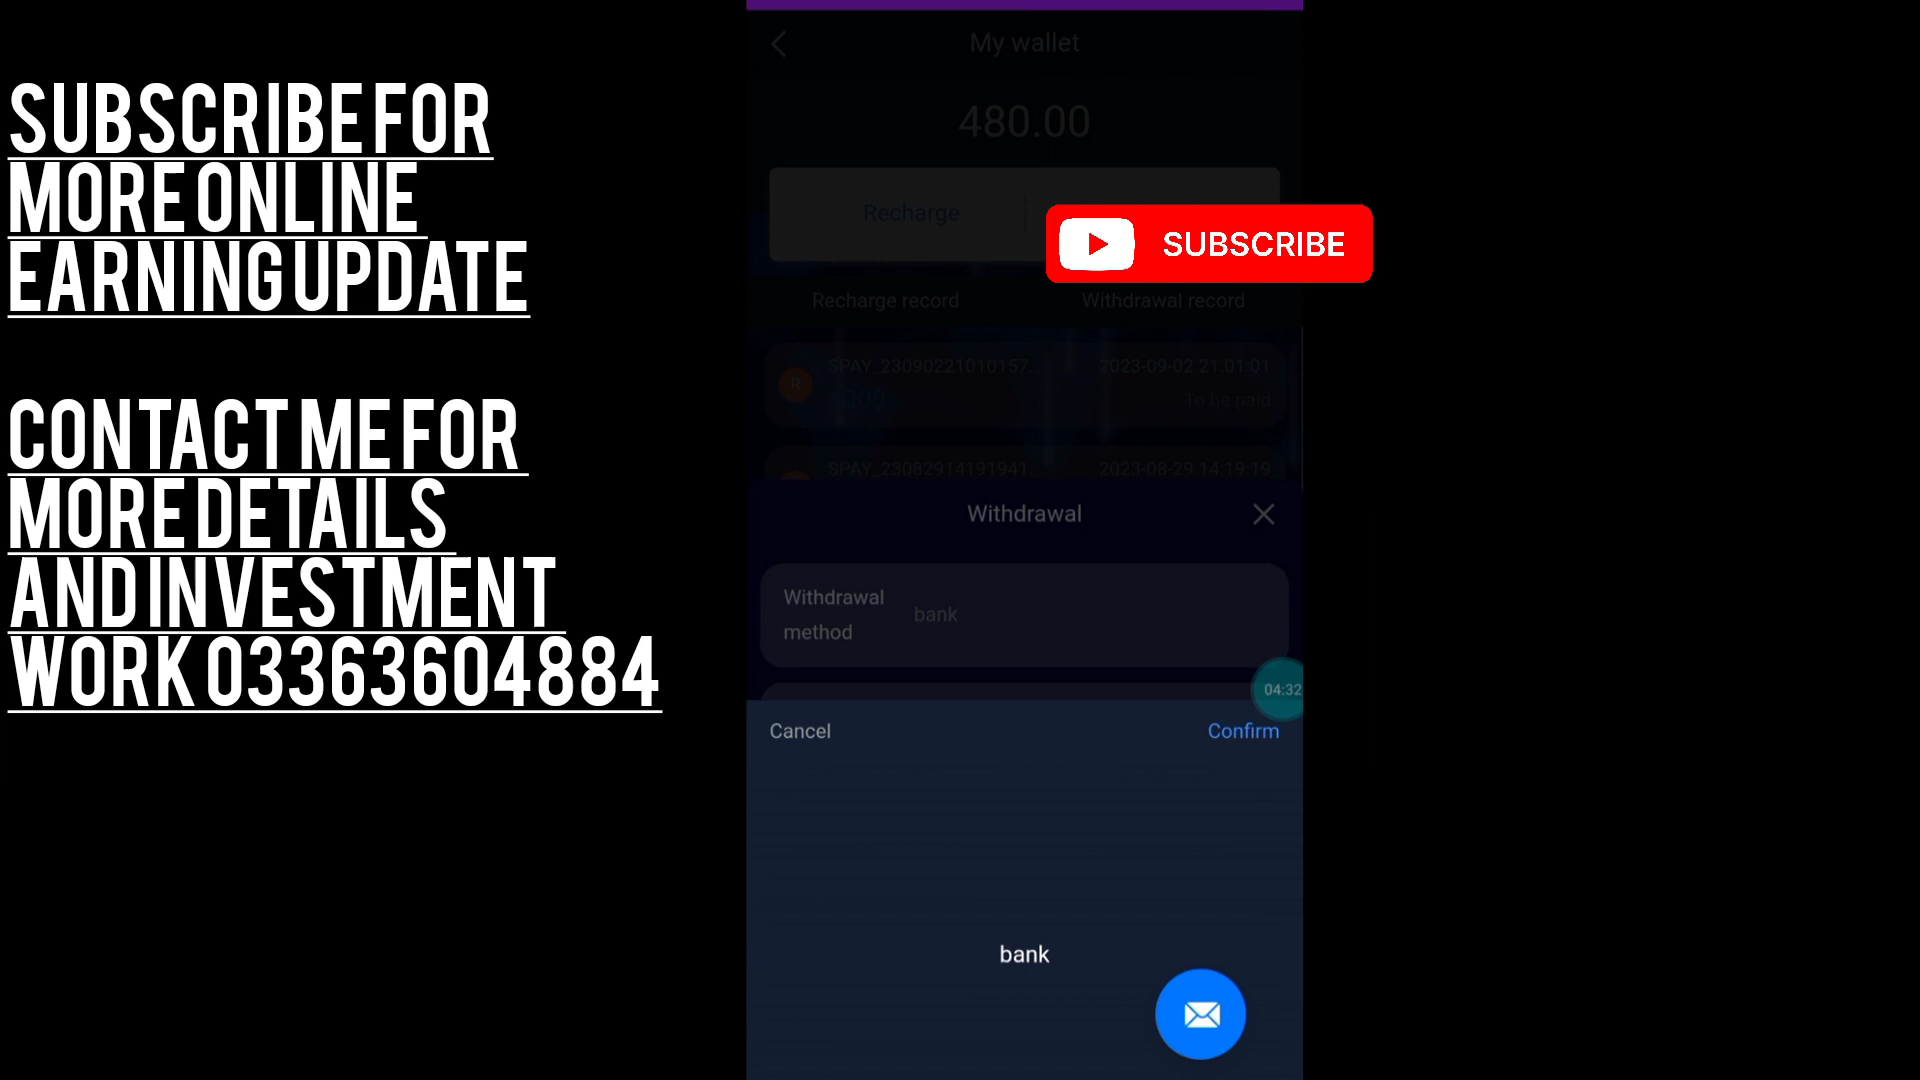 SUBSCRIBE FOR
MORE ONLINE
EARNING UPDATE
CONTACT ME FOR
MORE DETAILS
AND INVESTMENT
WORK 03363604884
My wallet
480.00
Recharge
SUBSCRIBE
Recharge record
Withdrawal record
SPAY_23090221010157...
2023-09-02 21:01:01
R
To be paid
SPAY_23082914191941...
2023-08-29 14:19:19
Withdrawal
Withdrawal
method
bank
04:32
Cancel
Confirm
bank